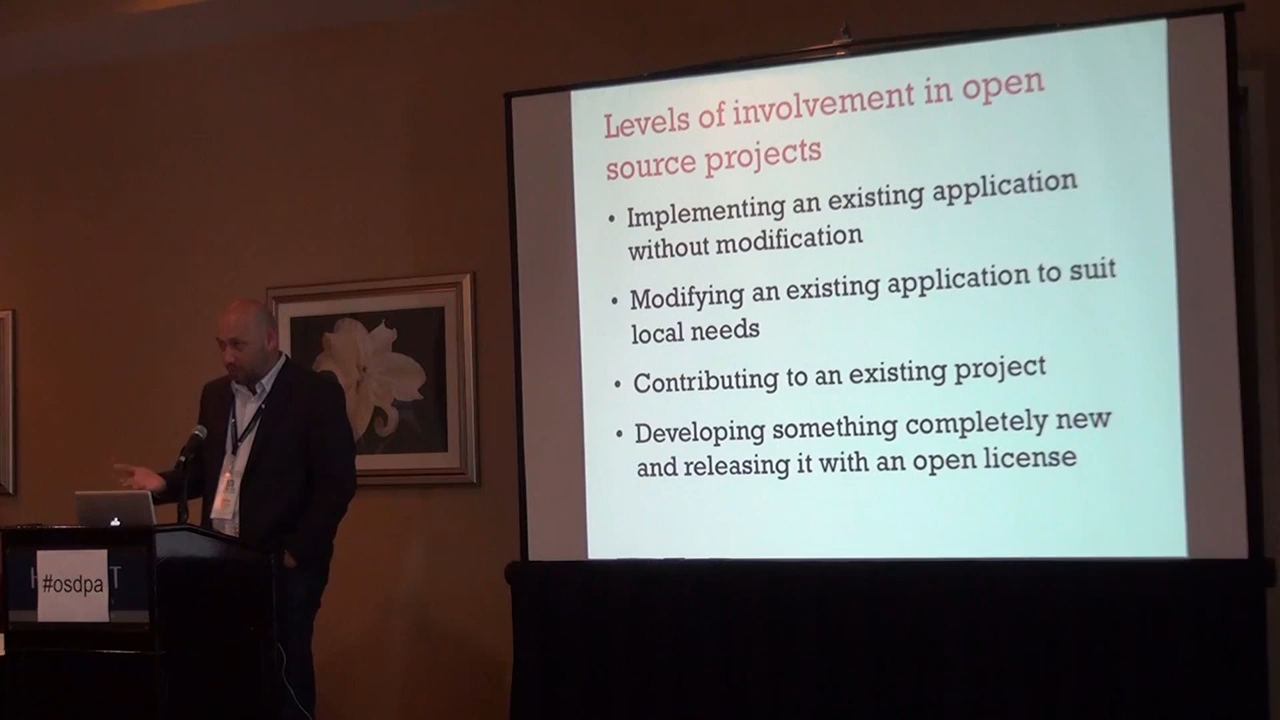 Levels of involvement in open
source projects
• Implementing an existing application
without modification
• Modifying an existing application to suit
local needs
• Contributing to an existing project
• Developing something completely new
and releasing it with an open license
#osdpa